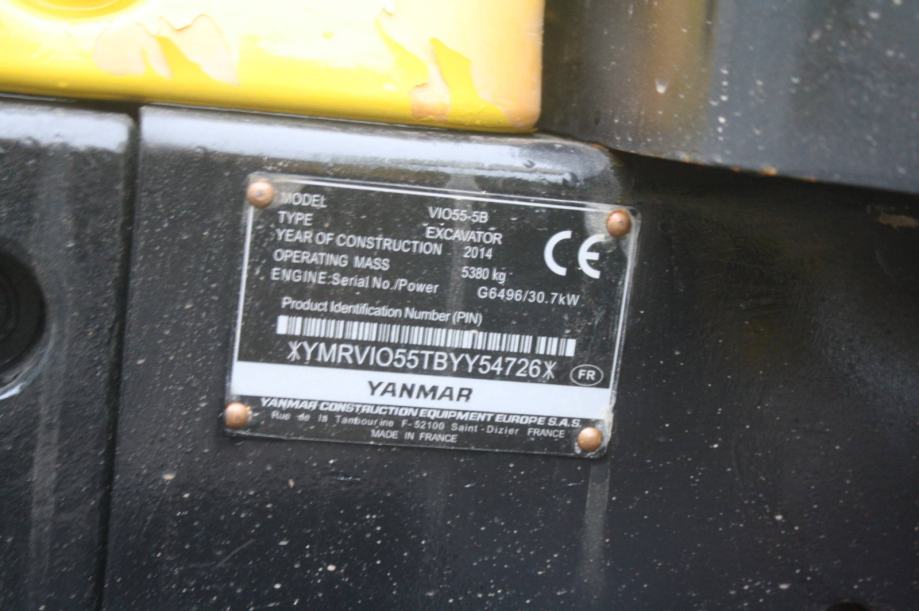 MODEL VIO55-5B
TYPE EXCAVATOR
YEAR OF CONSTRUCTION 2014
OPERATING MASS 5380 kg
ENGINE:Serial No./Power G6496/30.7kW
CE
Product Identification Number (PIN)
*YMRVIO55TBYY54726*
FR
YANMAR
YANMAR CONSTRUCTION EQUIPMENT EUROPE S.A.S.
Rue de la Tambourine F-52100 Saint-Dizier FRANCE
MADE IN FRANCE